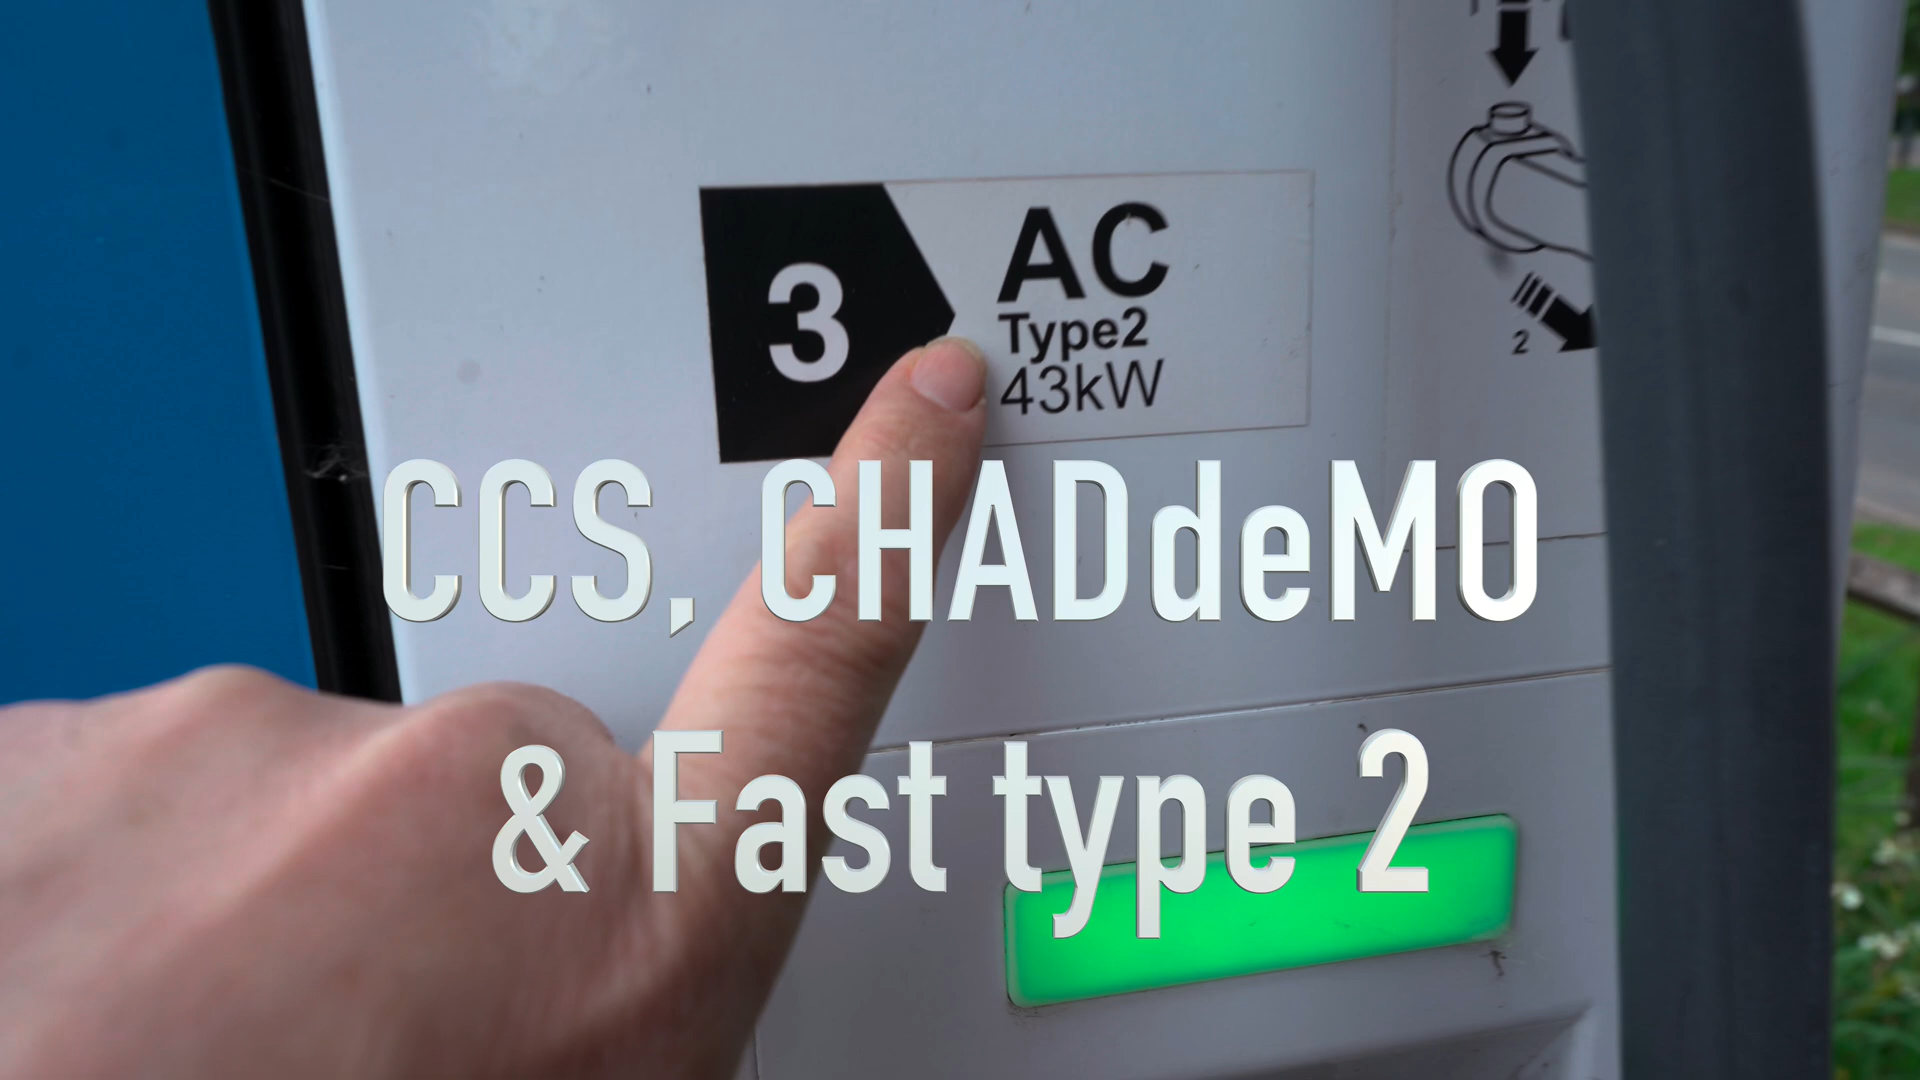 3
AC
Type2
43kW
2
CCS, CHADdeMO
& Fast type 2